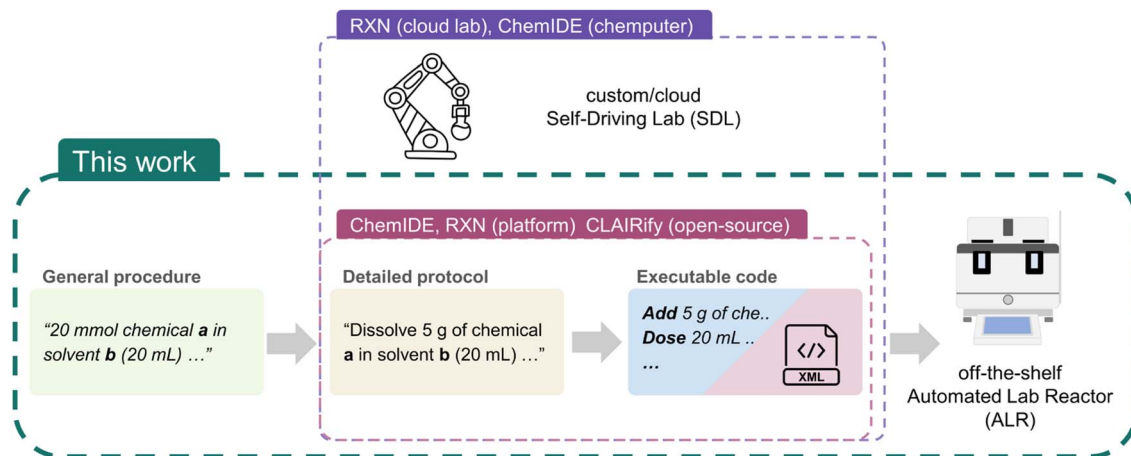 RXN (cloud lab), ChemIDE (chemputer)
custom/cloud
Self-Driving Lab (SDL)
This work
ChemIDE, RXN (platform) CLAIRify (open-source)
General procedure
“20 mmol chemical a in
solvent b (20 mL) …”
Detailed protocol
“Dissolve 5 g of chemical
a in solvent b (20 mL) …”
Executable code
Add 5 g of che..
Dose 20 mL ..
...
</>
XML
off-the-shelf
Automated Lab Reactor
(ALR)